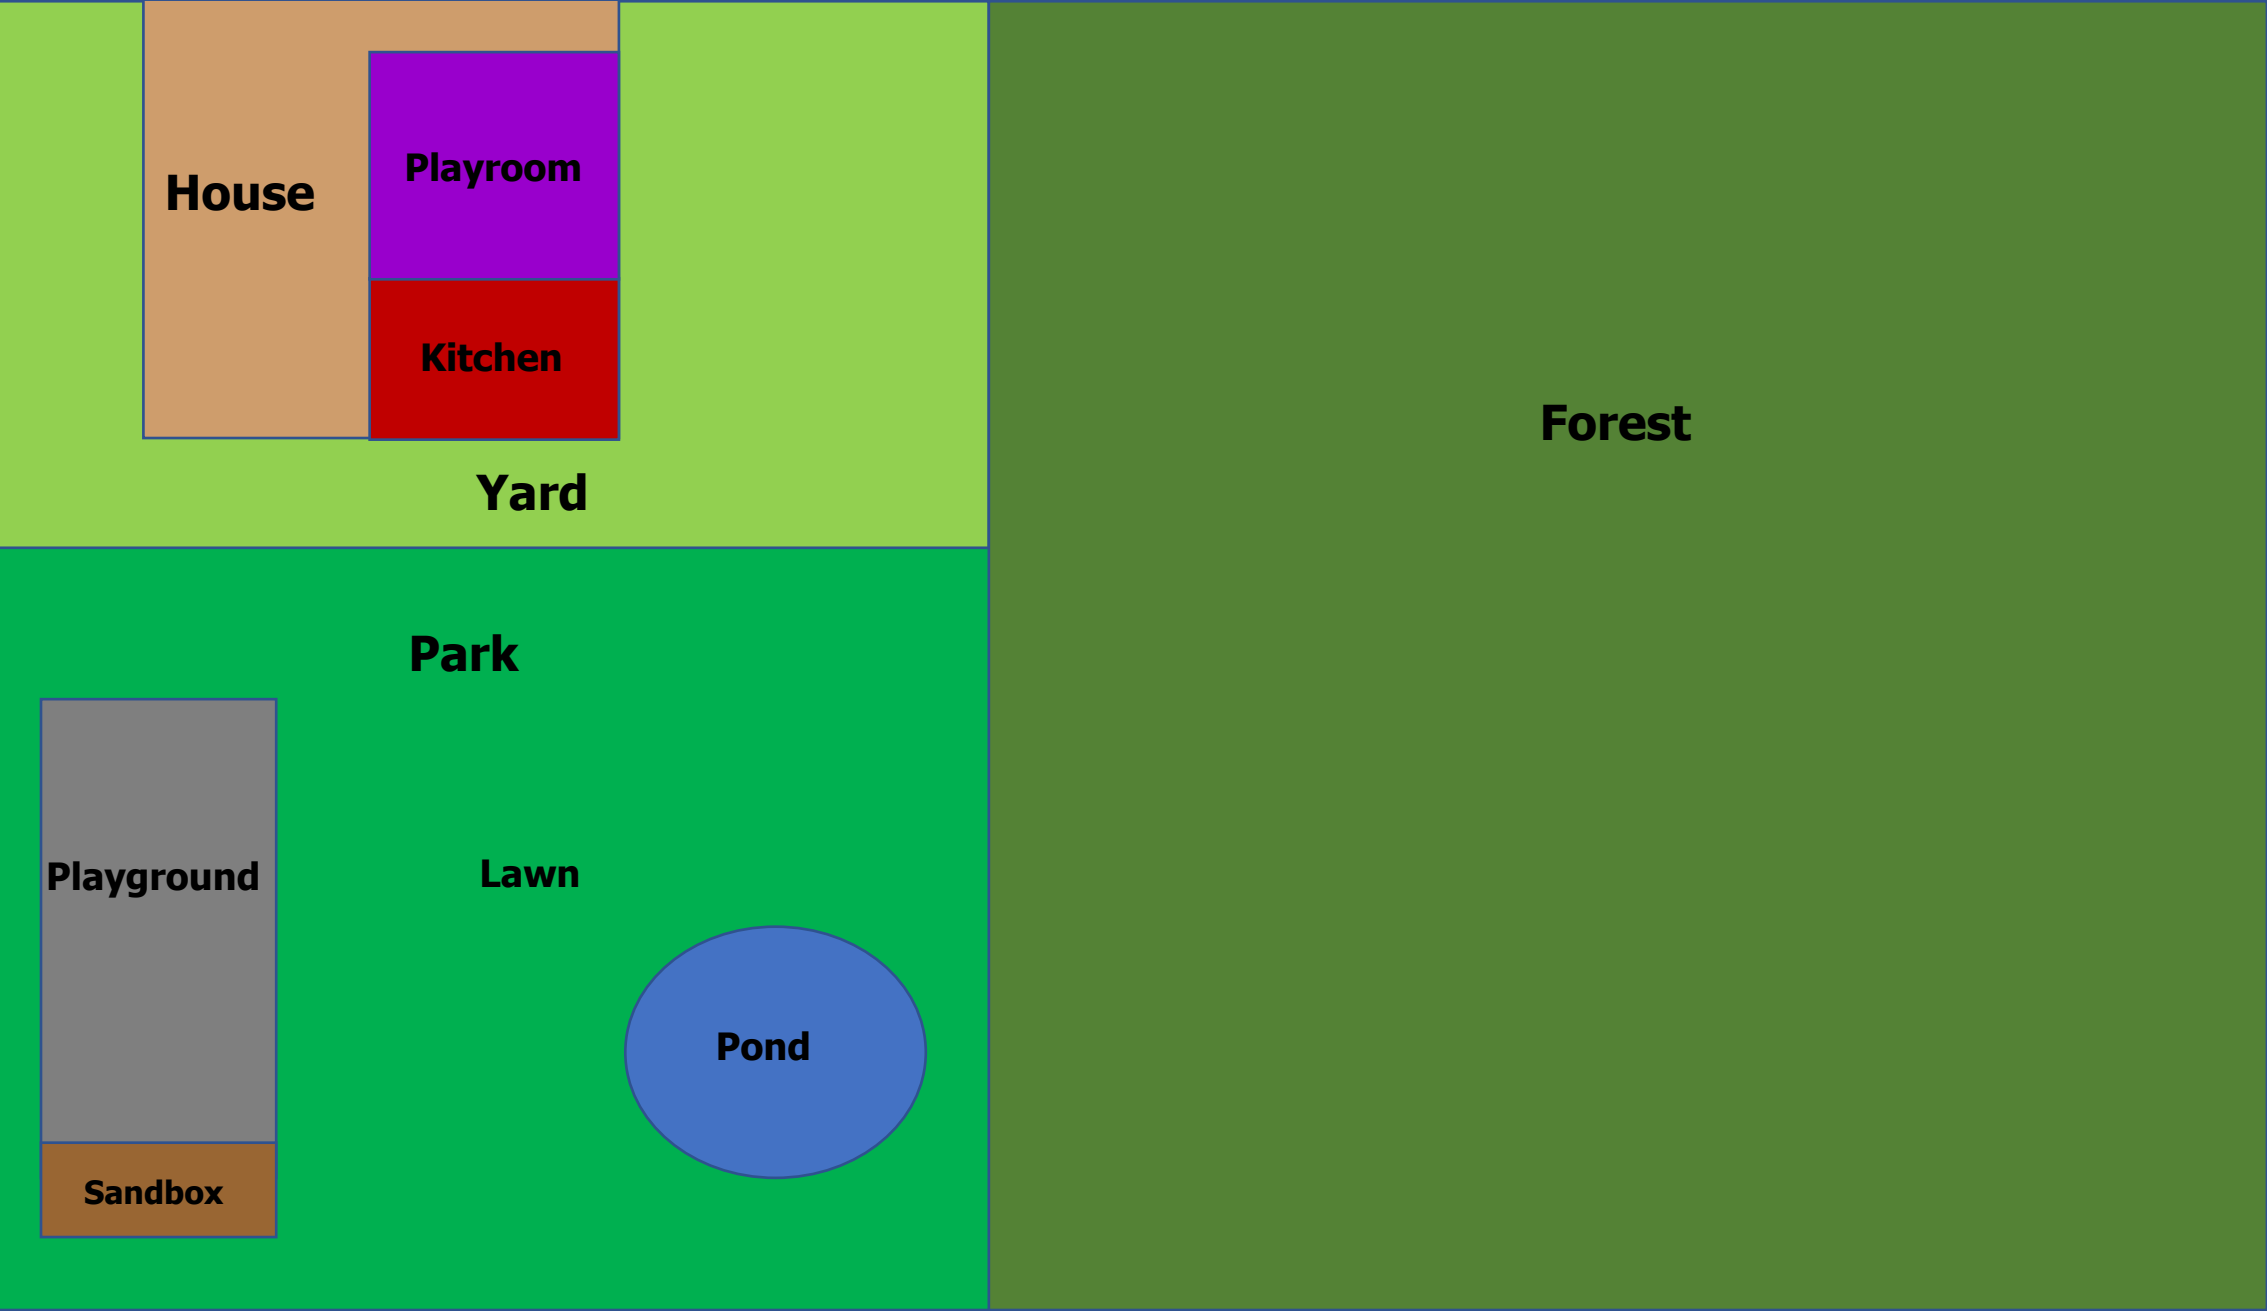 Playroom
House
Kitchen
Forest
Yard
Park
Playground
Lawn
Pond
Sandbox